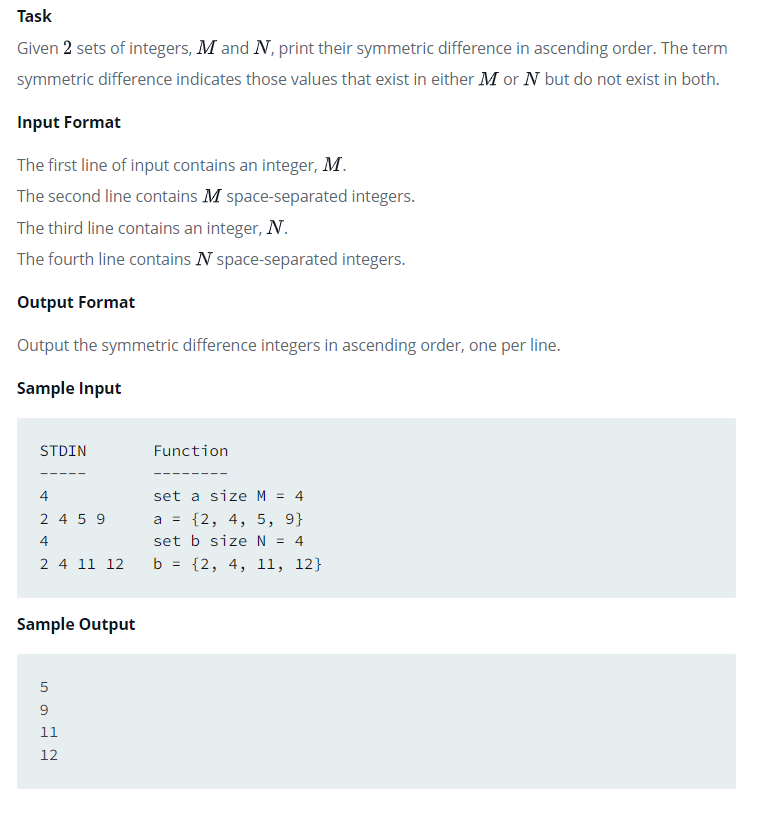 Task
Given 2 sets of integers, M and N, print their symmetric difference in ascending order. The term
symmetric difference indicates those values that exist in either M or N but do not exist in both.
Input Format
The first line of input contains an integer, M.
The second line contains M space-separated integers.
The third line contains an integer, N.
The fourth line contains N space-separated integers.
Output Format
Output the symmetric difference integers in ascending order, one per line.
Sample Input
STDIN       Function
-----       --------
4           set a size M = 4
2 4 5 9     a = {2, 4, 5, 9}
4           set b size N = 4
2 4 11 12   b = {2, 4, 11, 12}
Sample Output
5
9
11
12